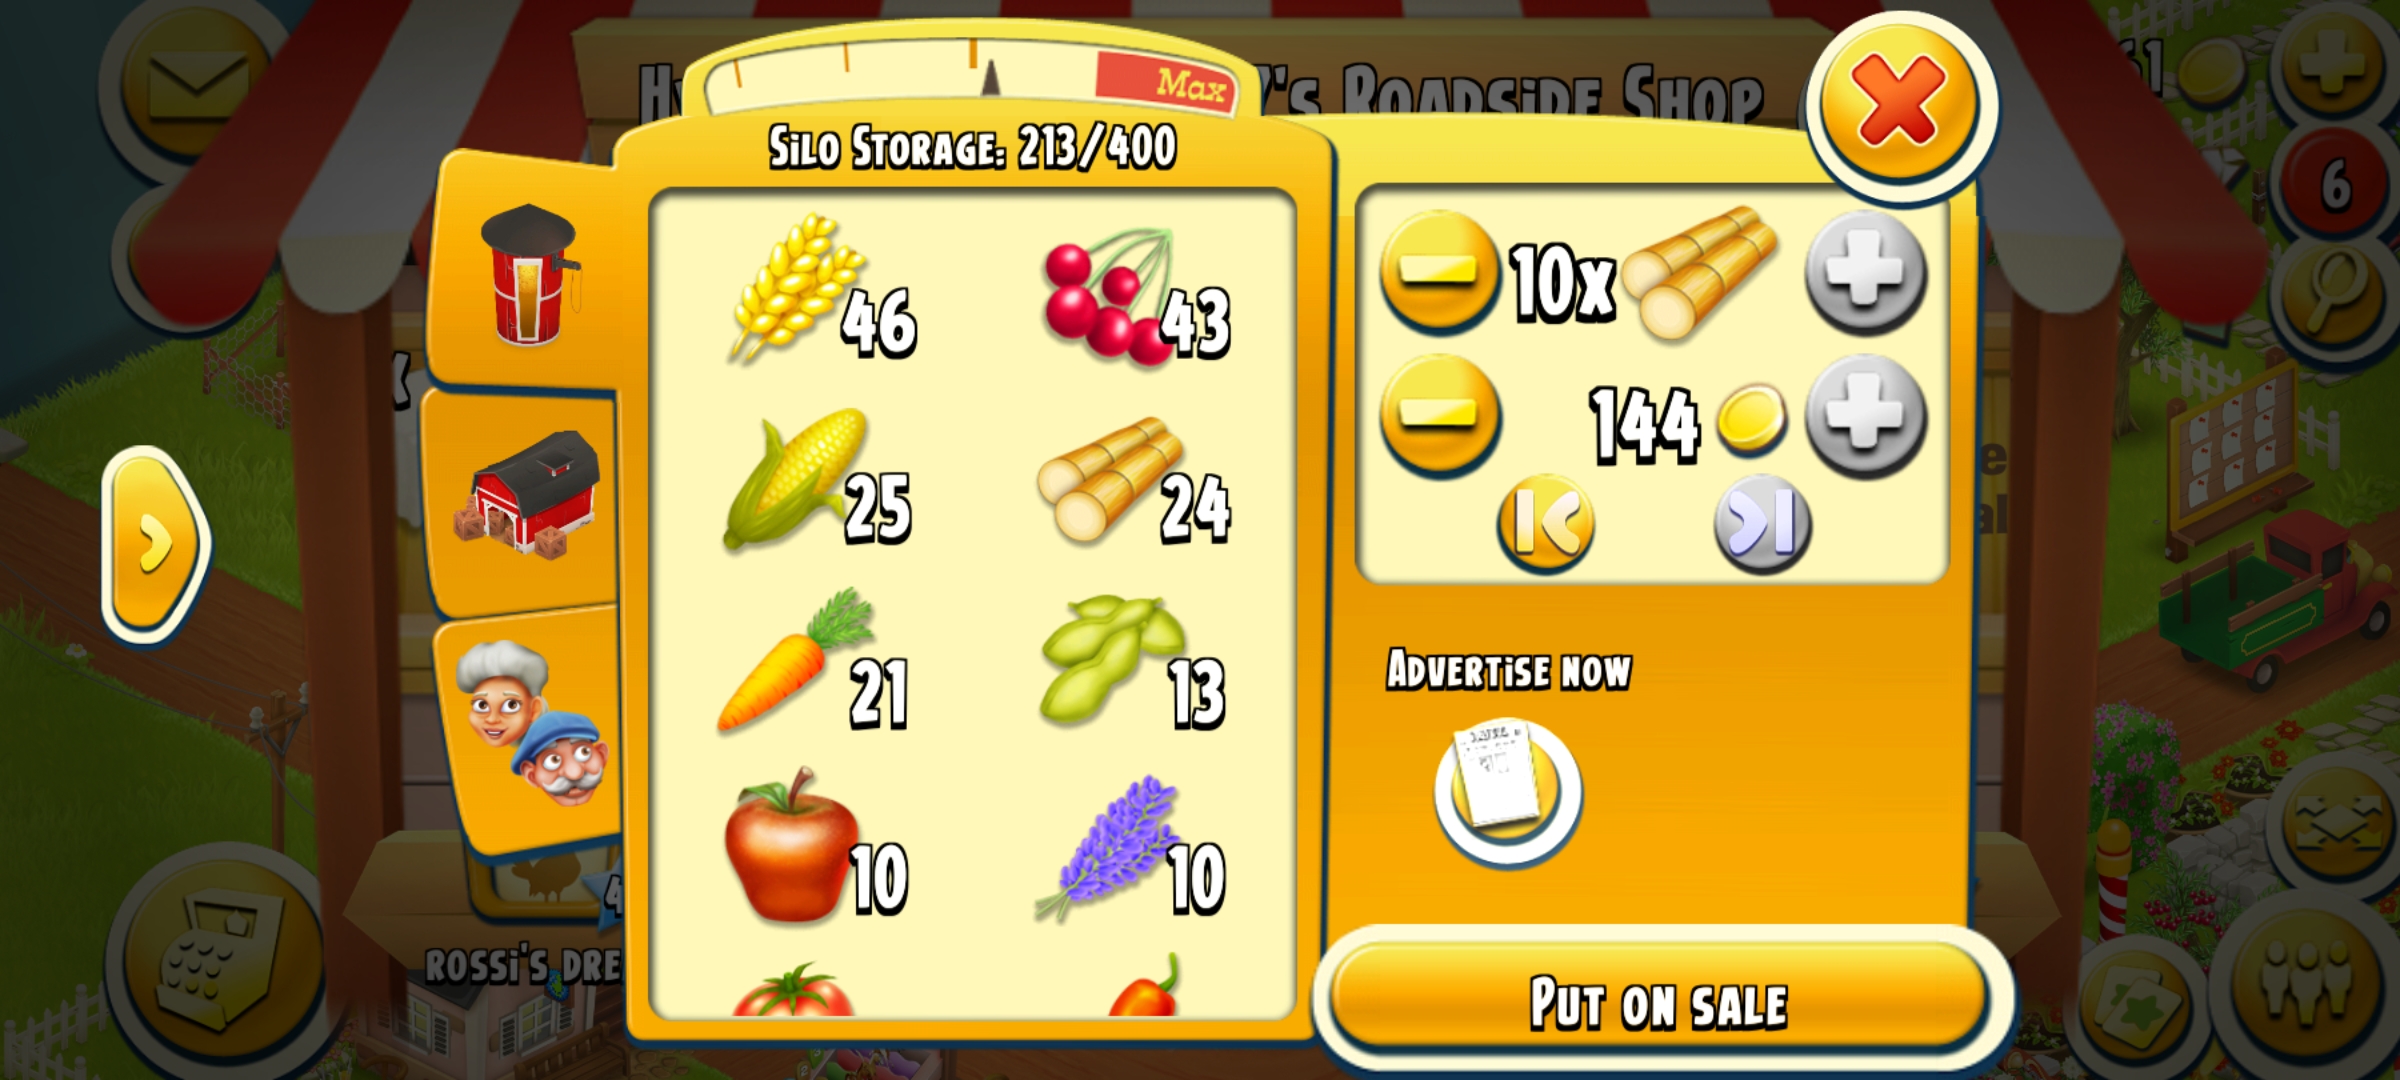 Max
's Roadside Shop
Silo Storage: 213/400
6
46
43
10x
144
25
24
21
13
Advertise now
10
10
Rossi's Dre
Put on sale